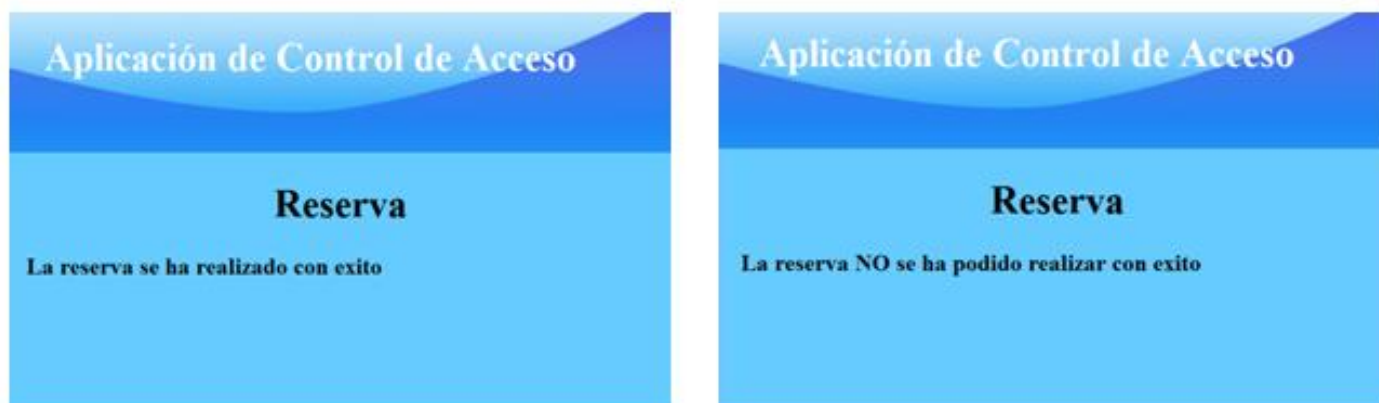 Aplicación de Control de Acceso
Reserva
La reserva se ha realizado con exito
Aplicación de Control de Acceso
Reserva
La reserva NO se ha podido realizar con exito